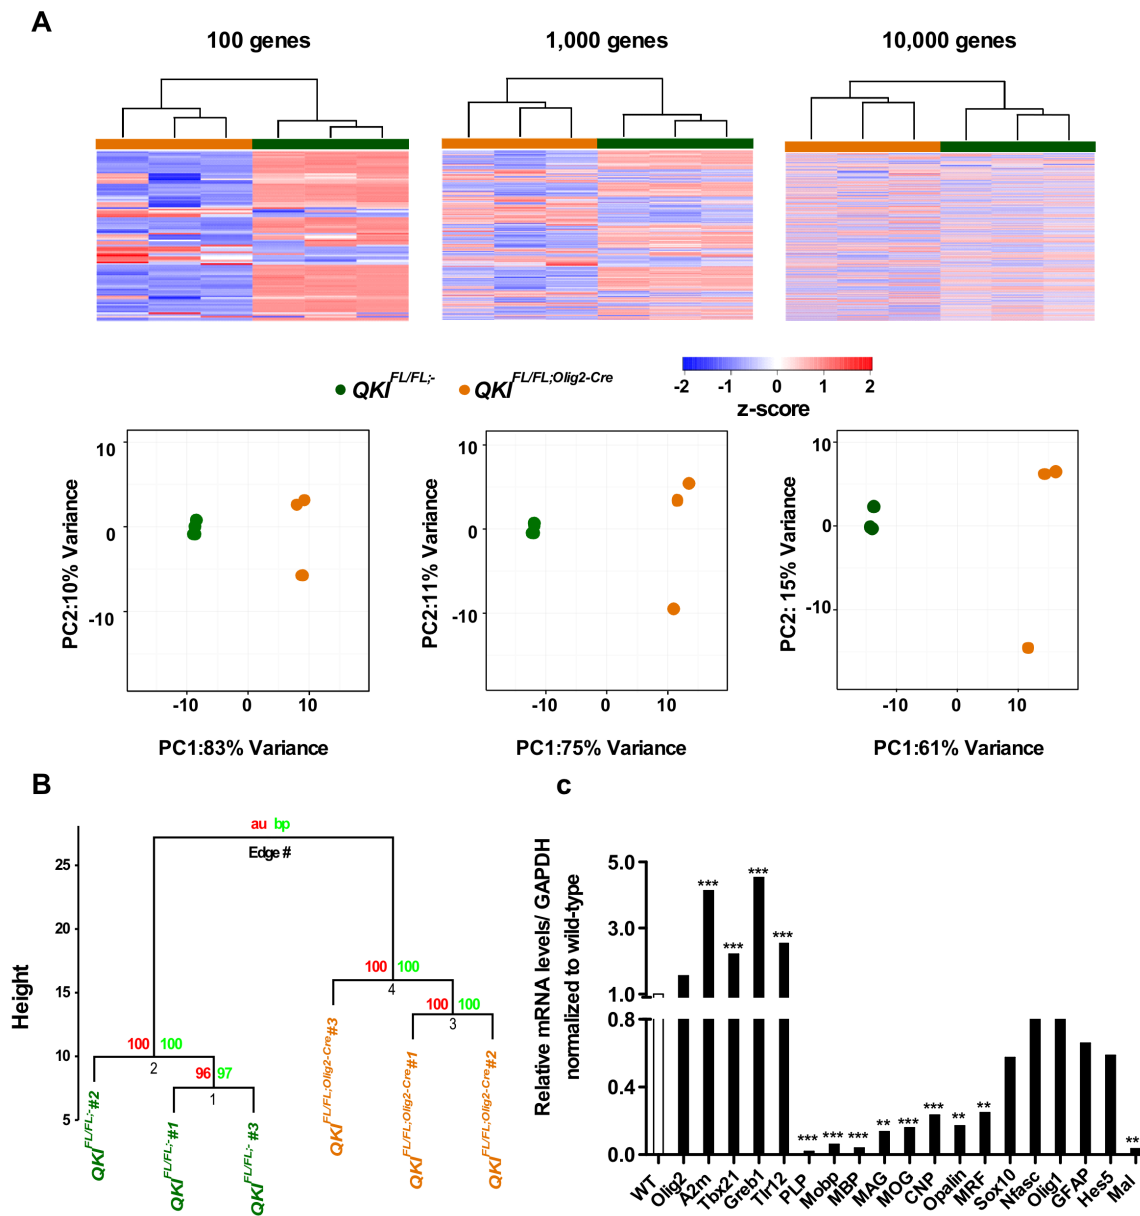 A
100 genes
1,000 genes
10,000 genes
QKI FL/FL;-
QKI FL/FL;Olig2-Cre
-2 -1 0 1 2
z-score
10
0
-10
PC2:10% Variance
-10 0 10
PC1:83% Variance
10
0
-10
PC2:11% Variance
-10 0 10
PC1:75% Variance
10
0
-10
PC2: 15% Variance
-10 0 10
PC1:61% Variance
B
au bp
Edge #
Height
25
20
15
10
5
100 100
4
100 100
3
100 100
2
96 97
1
QKI FL/FL;-#2
QKI FL/FL;-#1
QKI FL/FL;- #3
QKI FL/FL;Olig2-Cre#3
QKI FL/FL;Olig2-Cre#1
QKI FL/FL;Olig2-Cre#2
c
Relative mRNA levels/ GAPDH
normalized to wild-type
5.0
3.0
1.0
0.8
0.4
0.0
*** *** *** *** *** *** *** ** *** *** ** ** **
WT Olig2 A2m Tbx21 Greb1 Tlr12 PLP Mobp MBP MAG MOG CNP Opalin MRF Sox10 Nfasc Olig1 GFAP Hes5 Mal